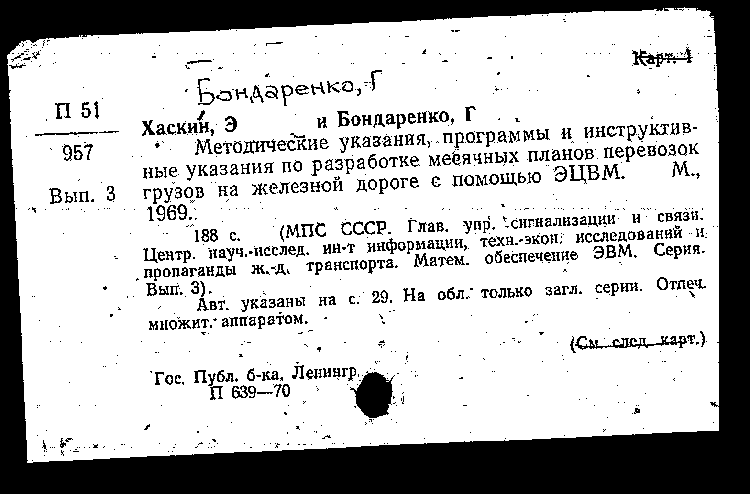 Карт. 1
Бондаренко, Г
П 51
957
Вып. 3
Хаскин, Э и Бондаренко, Г
Методические указания, программы и инструктив-
ные указания по разработке месячных планов перевозок
грузов на железной дороге с помощью ЭЦВМ. М.,
1969.
188 с. (МПС СССР. Глав. упр. сигнализации и связи.
Центр. науч.-исслед. ин-т информации, техн.-экон. исследований и
пропаганды ж.-д. транспорта. Матем. обеспечение ЭВМ. Серия.
Вып. 3).
Авт. указаны на с. 29. На обл. только загл. серии. Отпеч.
множит. аппаратом.
(См. след. карт.)
Гос. Публ. б-ка. Ленингр.
П 639—70